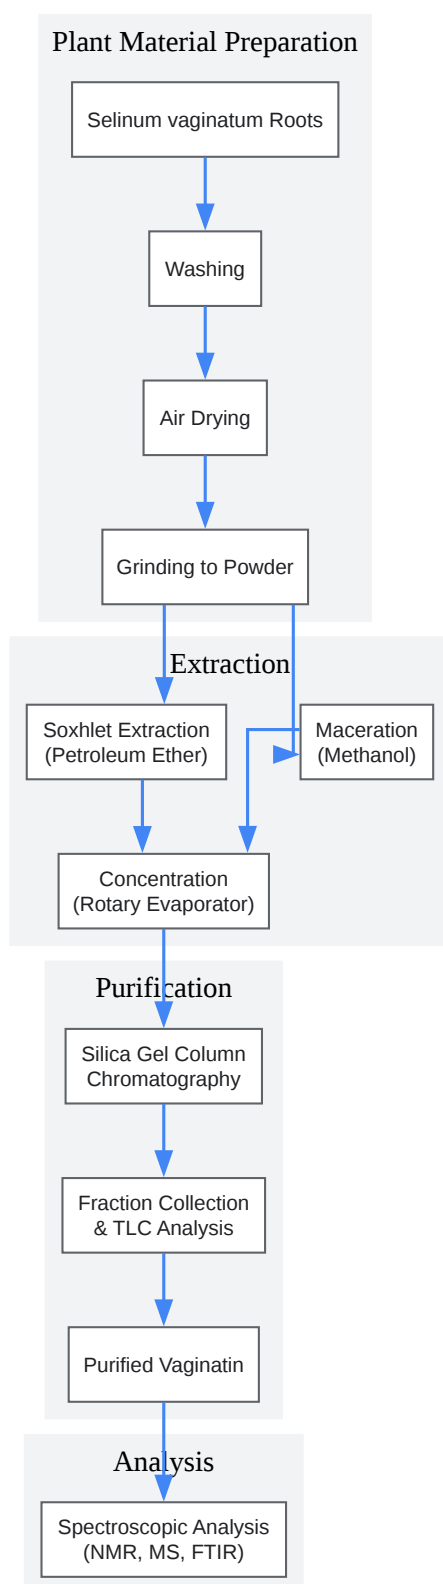 Plant Material Preparation
Selinum vaginatum Roots
Washing
Air Drying
Grinding to Powder
Extraction
Soxhlet Extraction
(Petroleum Ether)
Maceration
(Methanol)
Concentration
(Rotary Evaporator)
Purification
Silica Gel Column
Chromatography
Fraction Collection
& TLC Analysis
Purified Vaginatin
Analysis
Spectroscopic Analysis
(NMR, MS, FTIR)